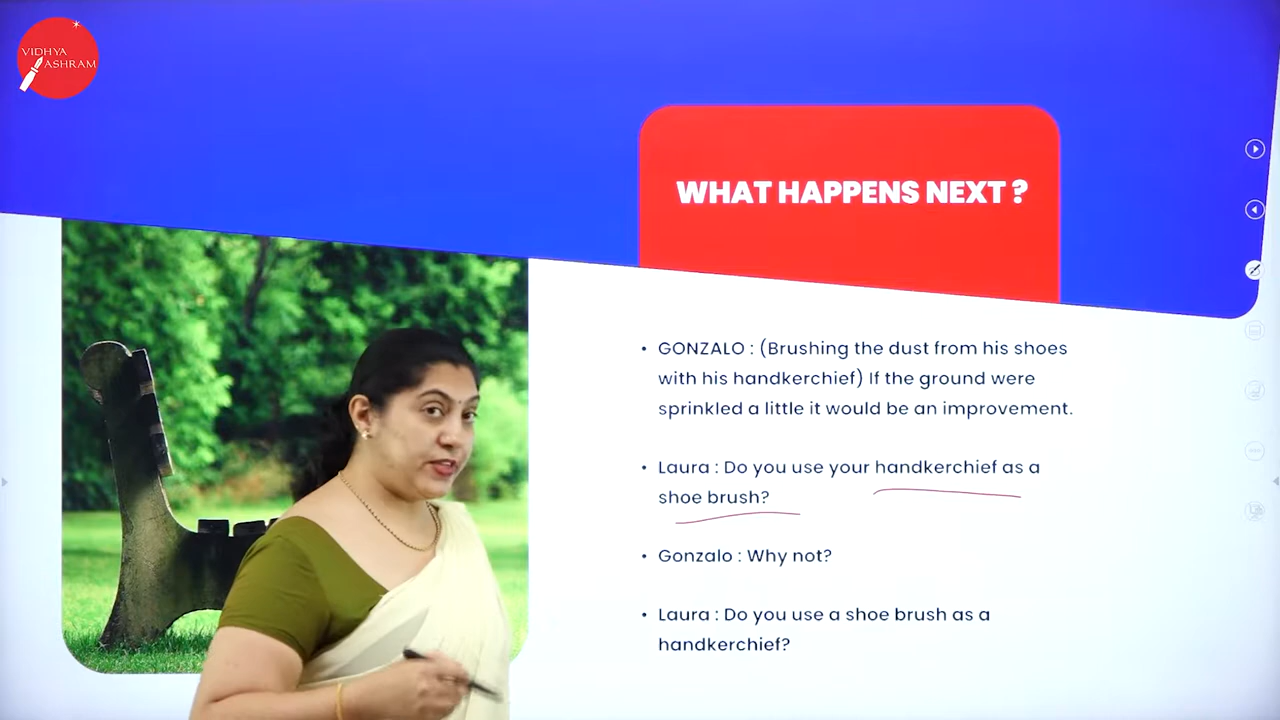 VIDHYA
ASHRAM
WHAT HAPPENS NEXT ?
• GONZALO : (Brushing the dust from his shoes
with his handkerchief) If the ground were
sprinkled a little it would be an improvement.
• Laura : Do you use your handkerchief as a
shoe brush?
• Gonzalo : Why not?
• Laura : Do you use a shoe brush as a
handkerchief?